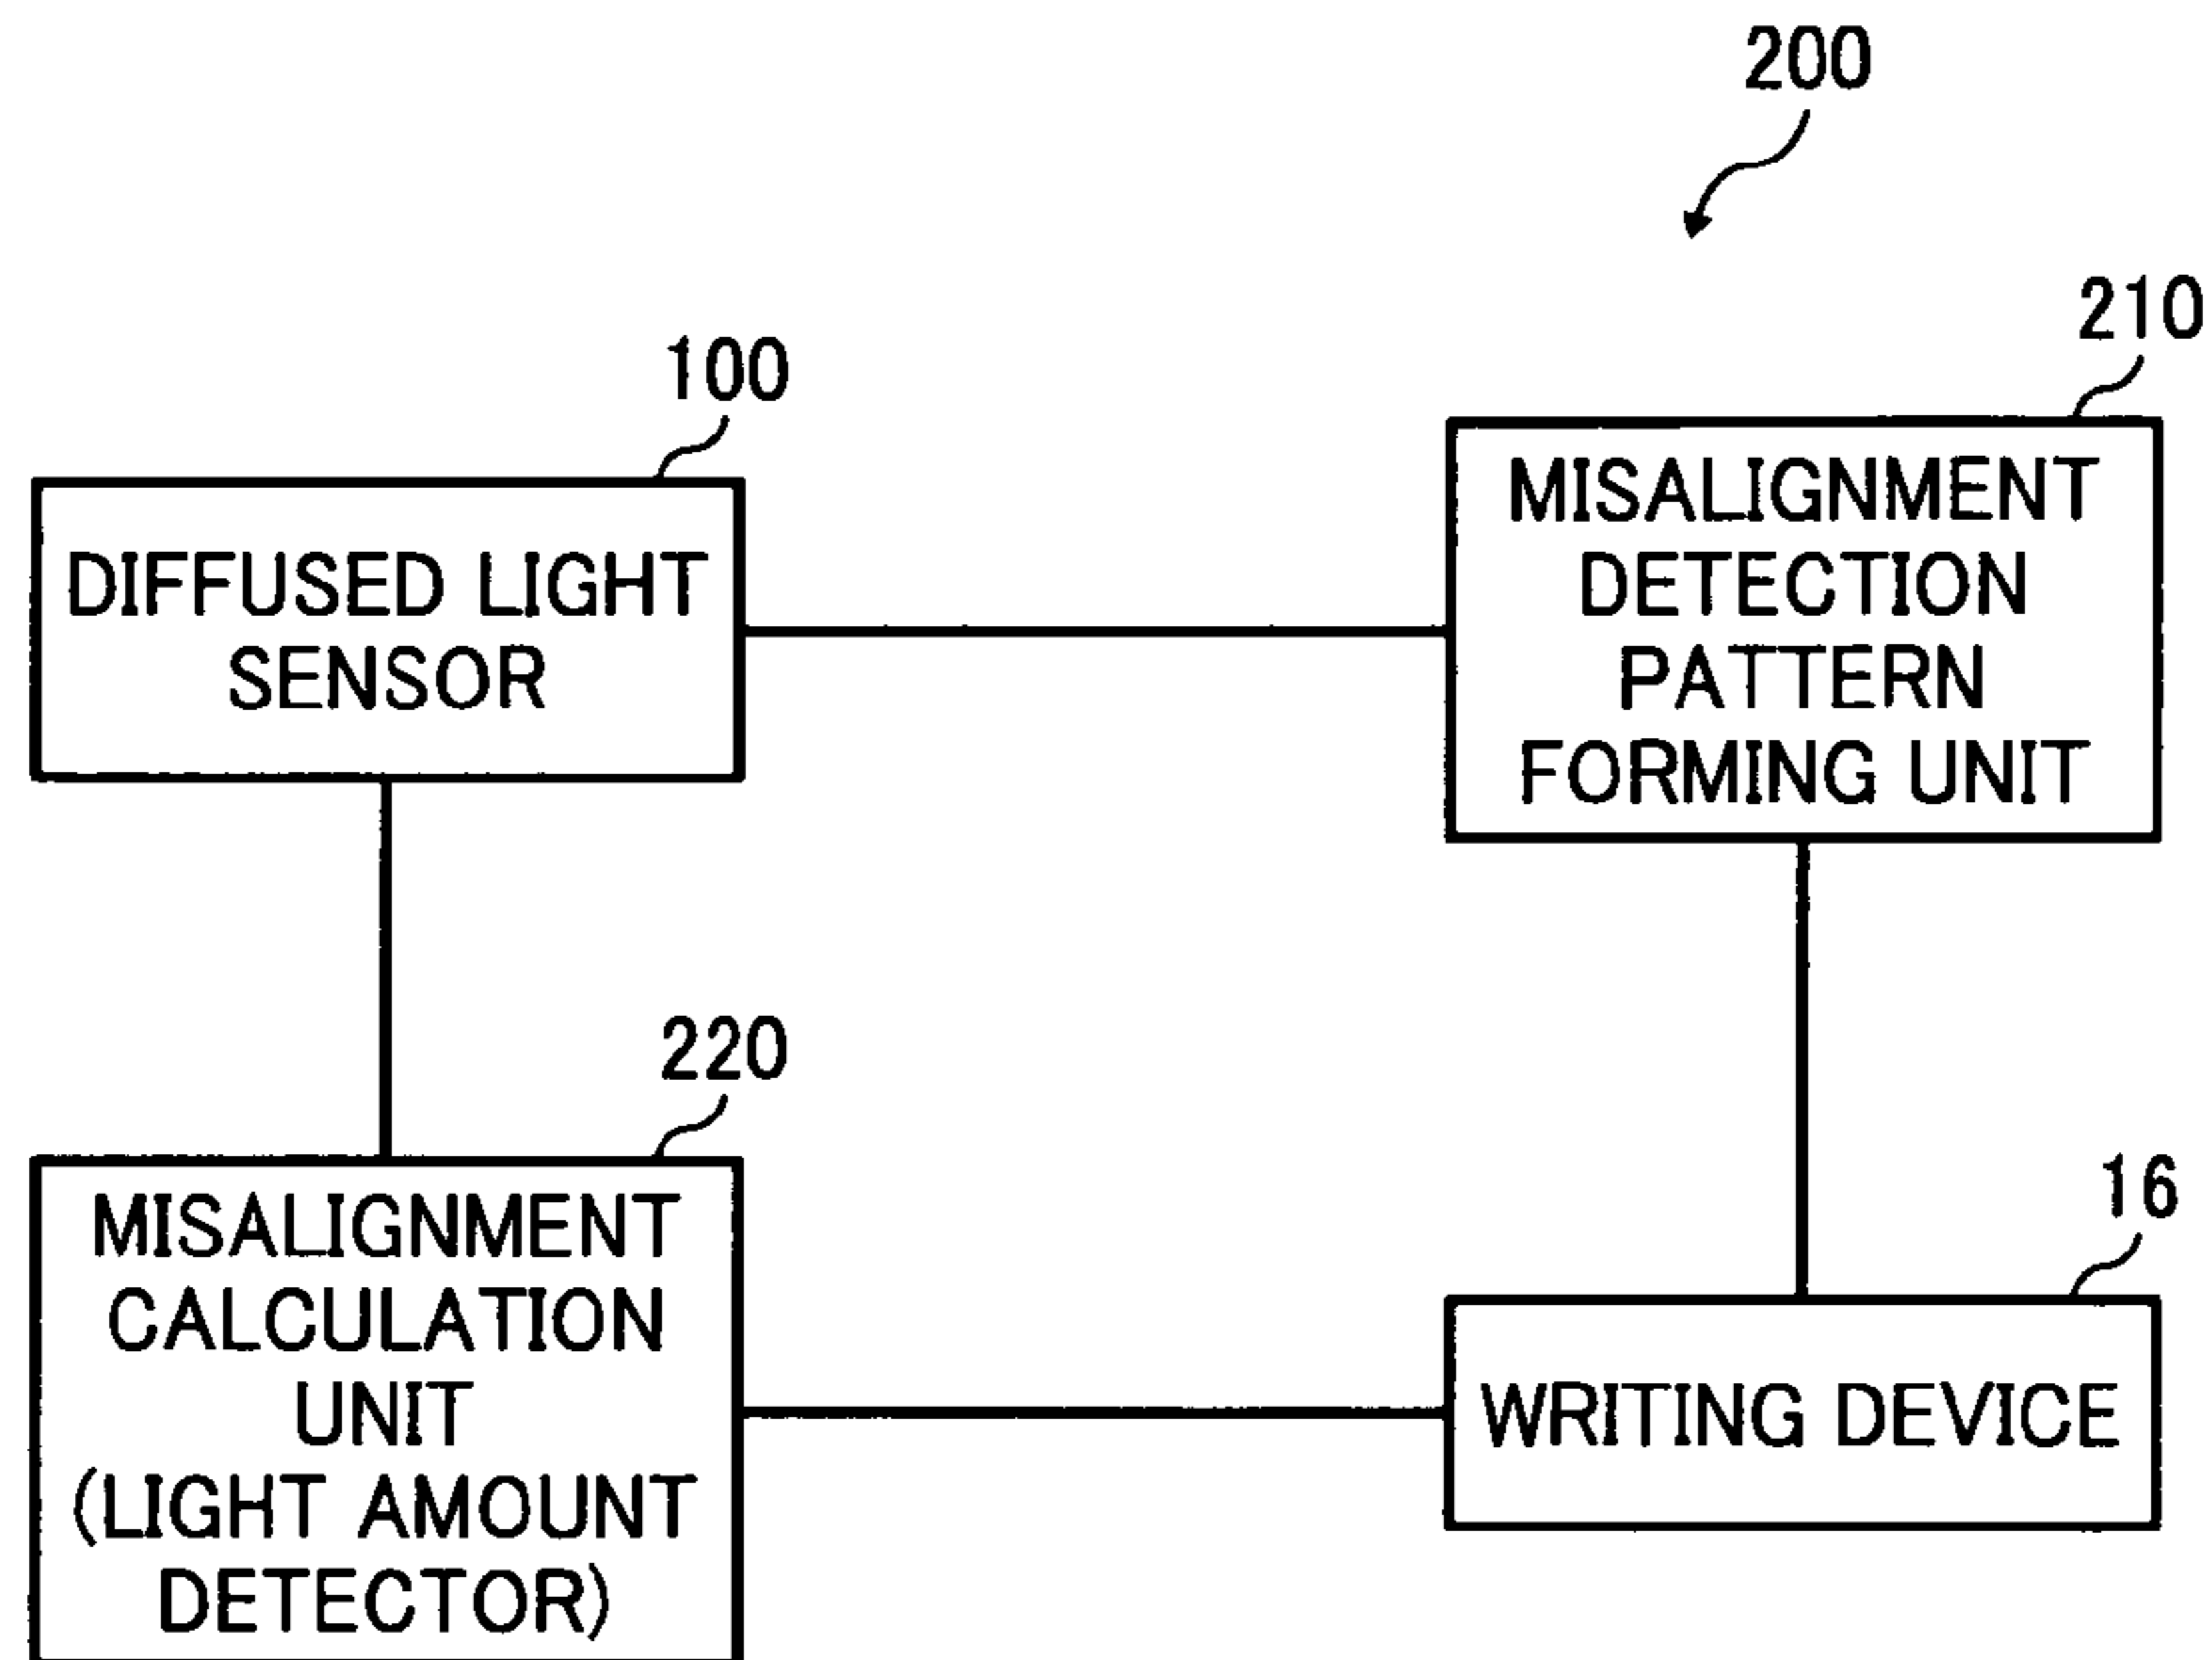 200
100
DIFFUSED LIGHT
SENSOR
210
MISALIGNMENT
DETECTION
PATTERN
FORMING UNIT
220
MISALIGNMENT
CALCULATION
UNIT
(LIGHT AMOUNT
DETECTOR)
16
WRITING DEVICE